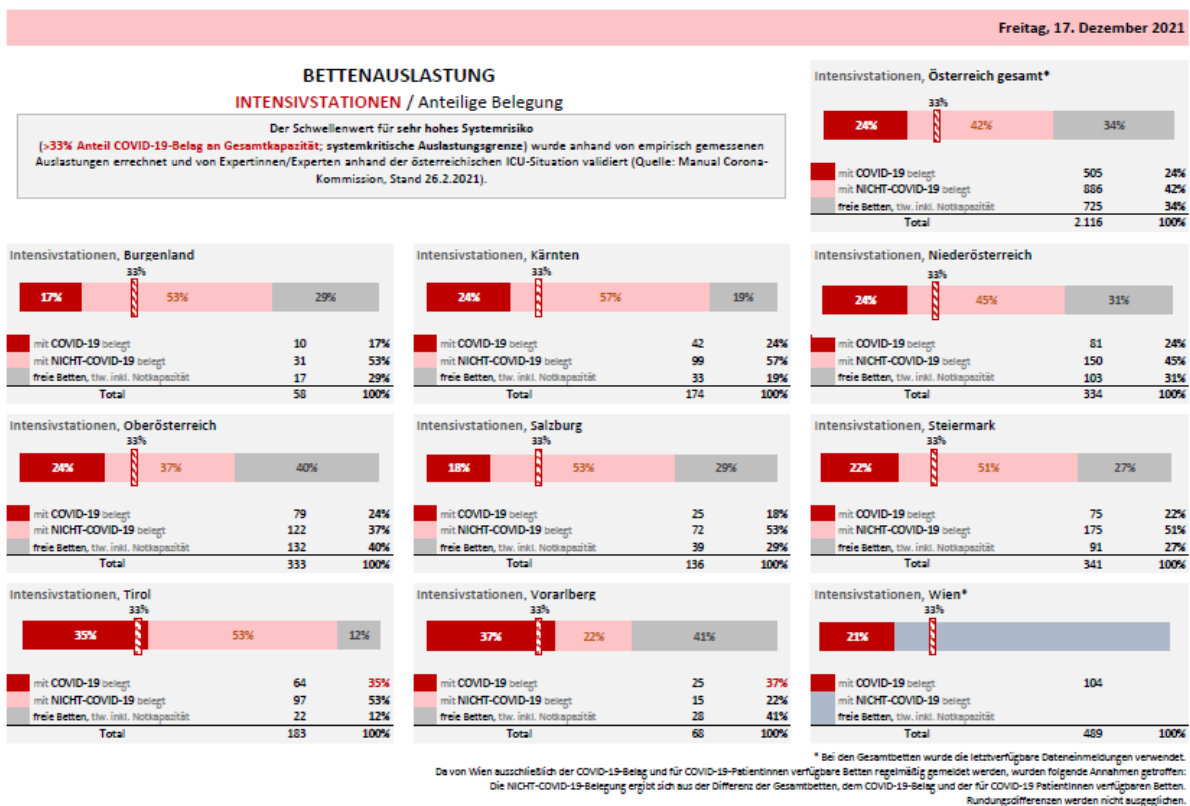 Freitag, 17. Dezember 2021
BETTENAUSLASTUNG
INTENSIVSTATIONEN / Anteilige Belegung
Der Schwellenwert für sehr hohes Systemrisiko
(>33% Anteil COVID-19-Belag an Gesamtkapazität; systemkritische Auslastungsgrenze) wurde anhand von empirisch gemessenen
Auslastungen errechnet und von Expertinnen/Experten anhand der österreichischen ICU-Situation validiert (Quelle: Manual Corona-
Kommission, Stand 26.2.2021).
Intensivstationen, Österreich gesamt*
33%
24% 42% 34%
mit COVID-19 belegt 505 24%
mit NICHT-COVID-19 belegt 886 42%
freie Betten, tlw. inkl. Notkapazität 725 34%
Total 2.116 100%
Intensivstationen, Burgenland
33%
17% 53% 29%
mit COVID-19 belegt 10 17%
mit NICHT-COVID-19 belegt 31 53%
freie Betten, tlw. inkl. Notkapazität 17 29%
Total 58 100%
Intensivstationen, Kärnten
33%
24% 57% 19%
mit COVID-19 belegt 42 24%
mit NICHT-COVID-19 belegt 99 57%
freie Betten, tlw. inkl. Notkapazität 33 19%
Total 174 100%
Intensivstationen, Niederösterreich
33%
24% 45% 31%
mit COVID-19 belegt 81 24%
mit NICHT-COVID-19 belegt 150 45%
freie Betten, tlw. inkl. Notkapazität 103 31%
Total 334 100%
Intensivstationen, Oberösterreich
33%
24% 37% 40%
mit COVID-19 belegt 79 24%
mit NICHT-COVID-19 belegt 122 37%
freie Betten, tlw. inkl. Notkapazität 132 40%
Total 333 100%
Intensivstationen, Salzburg
33%
18% 53% 29%
mit COVID-19 belegt 25 18%
mit NICHT-COVID-19 belegt 72 53%
freie Betten, tlw. inkl. Notkapazität 39 29%
Total 136 100%
Intensivstationen, Steiermark
33%
22% 51% 27%
mit COVID-19 belegt 75 22%
mit NICHT-COVID-19 belegt 175 51%
freie Betten, tlw. inkl. Notkapazität 91 27%
Total 341 100%
Intensivstationen, Tirol
33%
35% 53% 12%
mit COVID-19 belegt 64 35%
mit NICHT-COVID-19 belegt 97 53%
freie Betten, tlw. inkl. Notkapazität 22 12%
Total 183 100%
Intensivstationen, Vorarlberg
33%
37% 22% 41%
mit COVID-19 belegt 25 37%
mit NICHT-COVID-19 belegt 15 22%
freie Betten, tlw. inkl. Notkapazität 28 41%
Total 68 100%
Intensivstationen, Wien*
33%
21%
mit COVID-19 belegt 104
mit NICHT-COVID-19 belegt
freie Betten, tlw. inkl. Notkapazität
Total 489 100%
* Bei den Gesamtbetten wurde die letztverfügbare Dateneinmeldungen verwendet.
Da von Wien ausschließlich der COVID-19-Belag und für COVID-19-PatientInnen verfügbare Betten regelmäßig gemeldet werden, wurden folgende Annahmen getroffen:
Die NICHT-COVID-19-Belegung ergibt sich aus der Differenz der Gesamtbetten, dem COVID-19-Belag und der für COVID-19 PatientInnen verfügbaren Betten.
Rundungsdifferenzen werden nicht ausgeglichen.